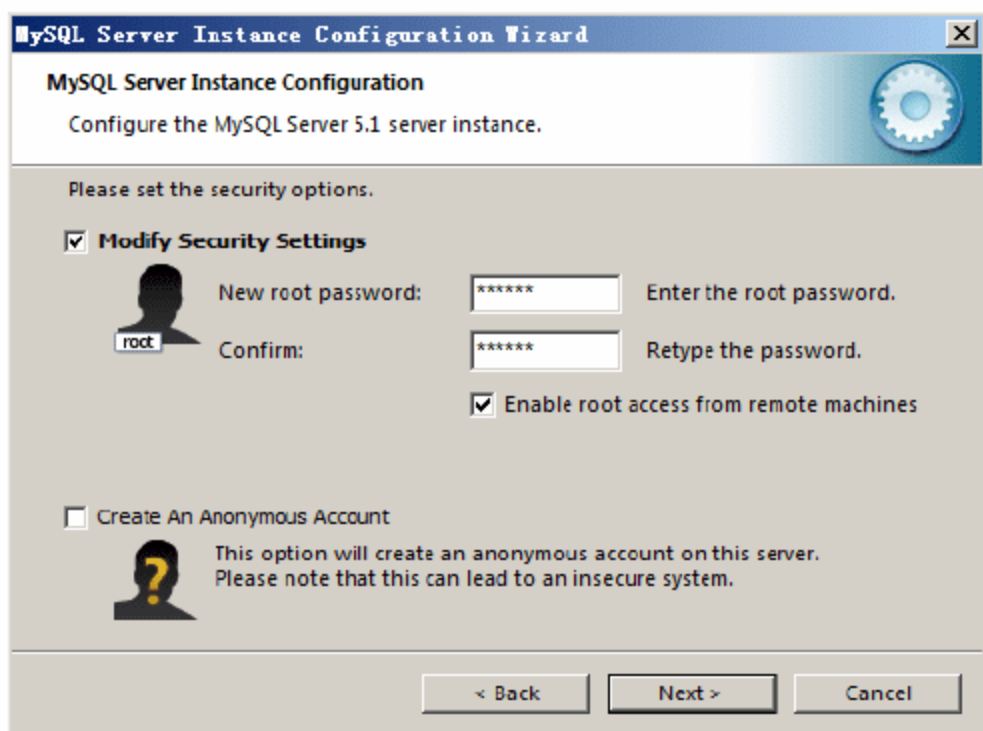 MySQL Server Instance Configuration Wizard
MySQL Server Instance Configuration
Configure the MySQL Server 5.1 server instance.
Please set the security options.
Modify Security Settings
New root password: ****** Enter the root password.
root
Confirm: ****** Retype the password.
Enable root access from remote machines
Create An Anonymous Account
This option will create an anonymous account on this server.
Please note that this can lead to an insecure system.
?
< Back Next > Cancel